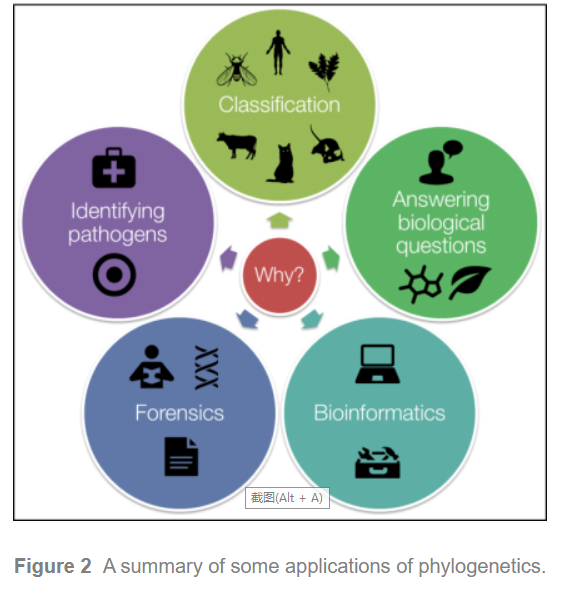 Classification
Identifying
pathogens
Answering
biological
questions
Why?
Forensics
Bioinformatics
截图(Alt + A)
Figure 2 A summary of some applications of phylogenetics.